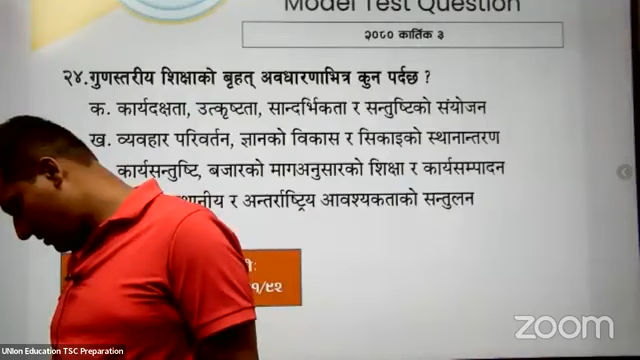 Model Test Question
२०८० कार्तिक ३
२४. गुणस्तरीय शिक्षाको बृहत् अवधारणाभित्र कुन पर्दछ ?
क. कार्यदक्षता, उत्कृष्टता, सान्दर्भिकता र सन्तुष्टिको संयोजन
ख. व्यवहार परिवर्तन, ज्ञानको विकास र सिकाइको स्थानान्तरण
कार्यसन्तुष्टि, बजारको मागअनुसारको शिक्षा र कार्यसम्पादन
र अन्तर्राष्ट्रिय आवश्यकताको सन्तुलन
zoom
UNIon Education TSC Preparation